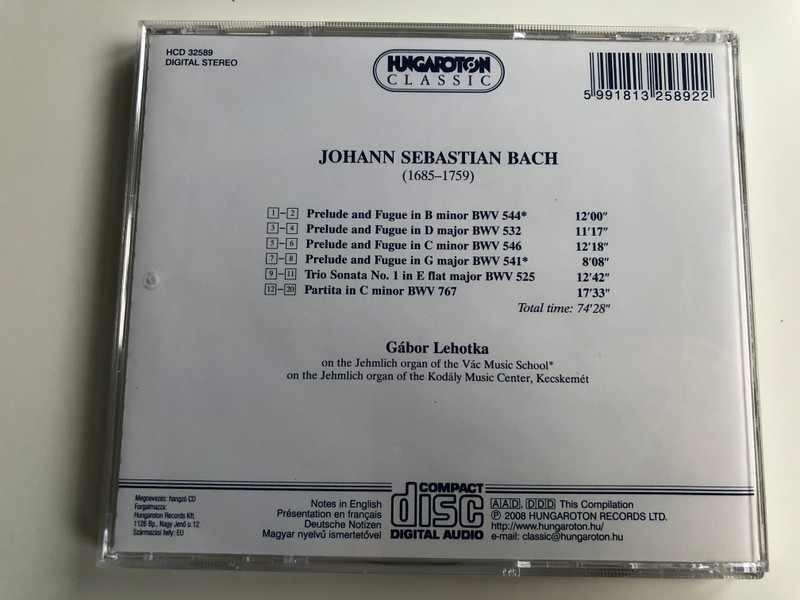 HCD 32589
DIGITAL STEREO
HUNGAROTON
CLASSIC
5 991813 258922
JOHANN SEBASTIAN BACH
(1685–1759)
1–2 Prelude and Fugue in B minor BWV 544* 12'00"
3–4 Prelude and Fugue in D major BWV 532 11'17"
5–6 Prelude and Fugue in C minor BWV 546 12'18"
7–8 Prelude and Fugue in G major BWV 541* 8'08"
9–11 Trio Sonata No. 1 in E flat major BWV 525 12'42"
12–20 Partita in C minor BWV 767 17'33"
Total time: 74'28"
Gábor Lehotka
on the Jehmlich organ of the Vác Music School*
on the Jehmlich organ of the Kodály Music Center, Kecskemét
Megnevezés: hangzó CD
Forgalmazza:
Hungaroton Records Kft.
1126 Bp., Nagy Jenő u. 12.
Származási hely: EU
Notes in English
Présentation en français
Deutsche Notizen
Magyar nyelvű ismertetővel
COMPACT
disc
DIGITAL AUDIO
AAD, DDD This Compilation
℗ 2008 HUNGAROTON RECORDS LTD.
http://www.hungaroton.hu/
e-mail: classic@hungaroton.hu